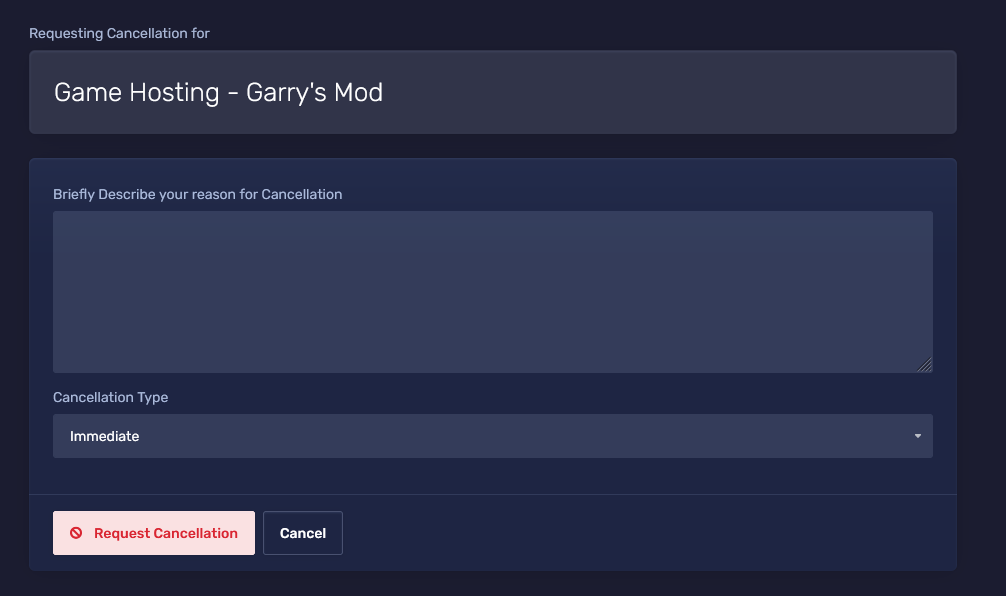 Requesting Cancellation for
Game Hosting - Garry's Mod
Briefly Describe your reason for Cancellation
Cancellation Type
Immediate
Request Cancellation
Cancel